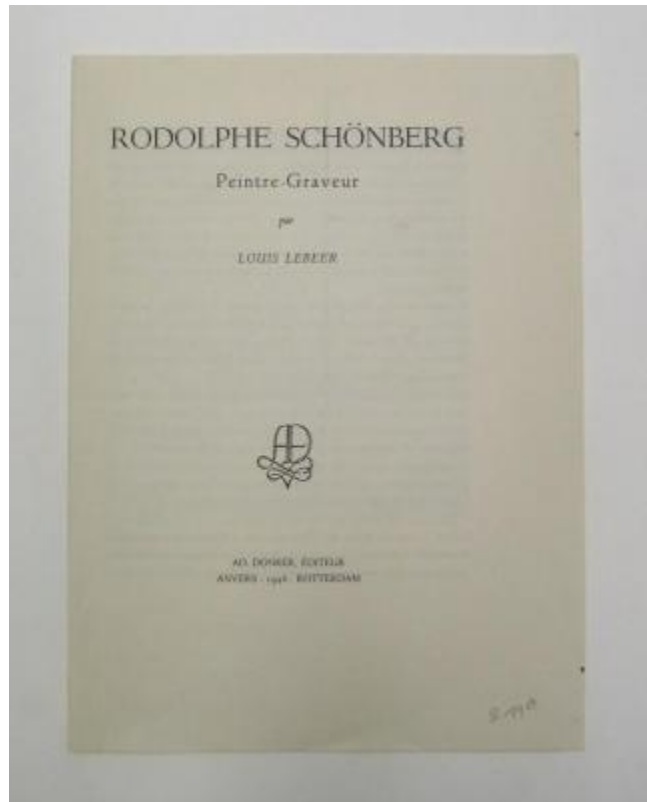 RODOLPHE SCHÖNBERG
Peintre-Graveur
par
LOUIS LEBEER
AD. DONKER, ÉDITEUR
ANVERS - 1946 - ROTTERDAM